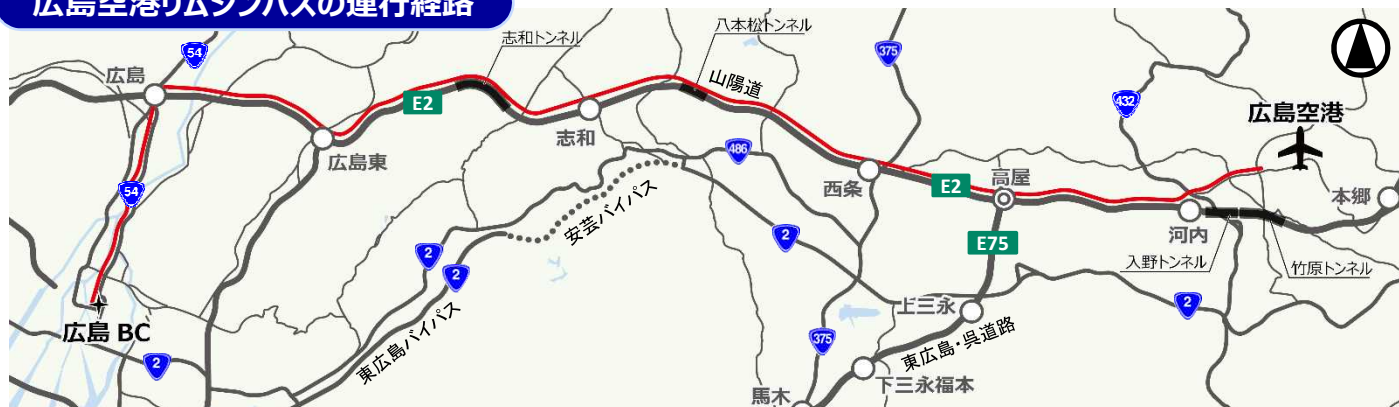 広島空港リムジンバスの運行経路
54
志和トンネル
八本松トンネル
375
広島
E2
山陽道
432
広島空港
志和
広島東
486
54
安芸バイパス
西条
E2
高屋
本郷
河内
2
2
2
E75
入野トンネル
竹原トンネル
広島 BC
東広島バイパス
上三永
2
375
東広島・呉道路
2
下三永福本
馬木